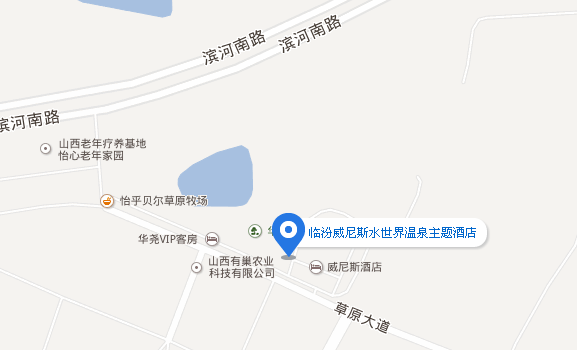 滨河南路
滨河南路
滨河南路
山西老年疗养基地
怡心老年家园
怡乎贝尔草原牧场
华尧VIP客房
临汾威尼斯水世界温泉主题酒店
山西有巢农业
科技有限公司
威尼斯酒店
草原大道